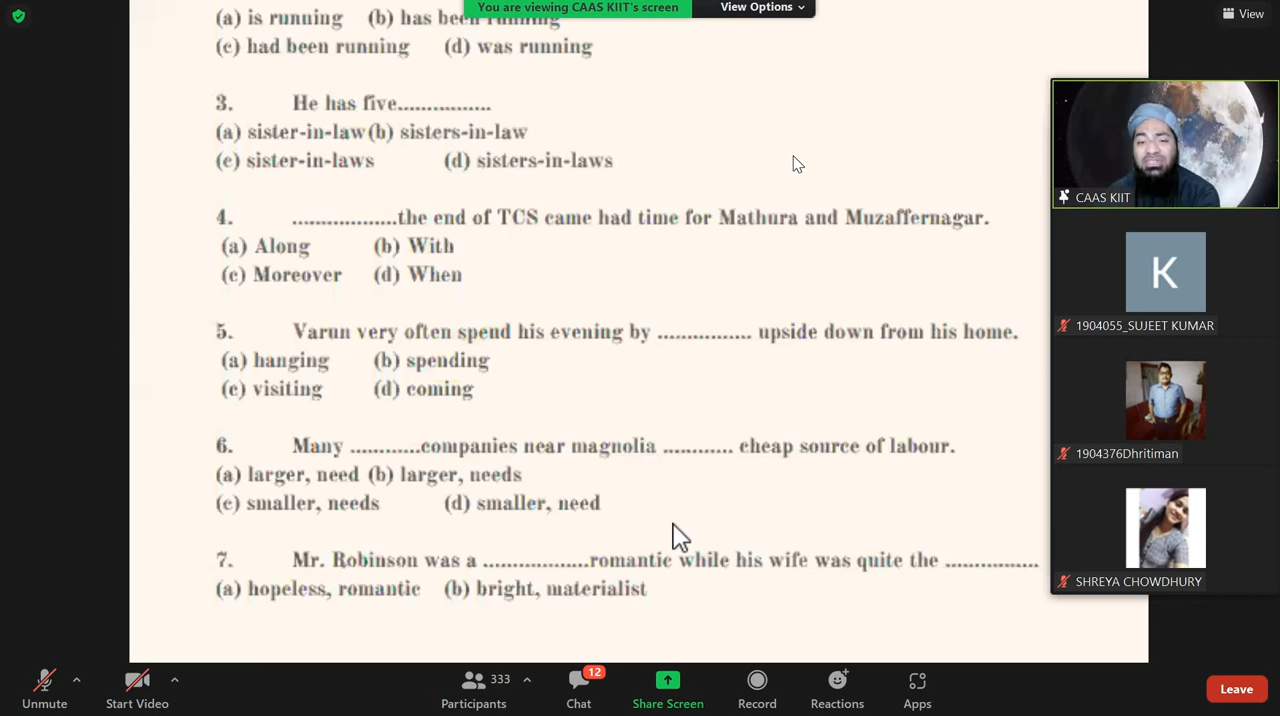 You are viewing CAAS KIIT's screen
View Options
View
(a) is running (b) has been running
(c) had been running (d) was running
3. He has five................
(a) sister-in-law(b) sisters-in-law
(c) sister-in-laws (d) sisters-in-laws
4. ..................the end of TCS came had time for Mathura and Muzaffernagar.
(a) Along (b) With
(c) Moreover (d) When
5. Varun very often spend his evening by ................ upside down from his home.
(a) hanging (b) spending
(c) visiting (d) coming
6. Many ............companies near magnolia ............ cheap source of labour.
(a) larger, need (b) larger, needs
(c) smaller, needs (d) smaller, need
7. Mr. Robinson was a ..................romantic while his wife was quite the ................
(a) hopeless, romantic (b) bright, materialist
CAAS KIIT
K
1904055_SUJEET KUMAR
1904376Dhritiman
SHREYA CHOWDHURY
Unmute
Start Video
333
Participants
12
Chat
Share Screen
Record
Reactions
Apps
Leave